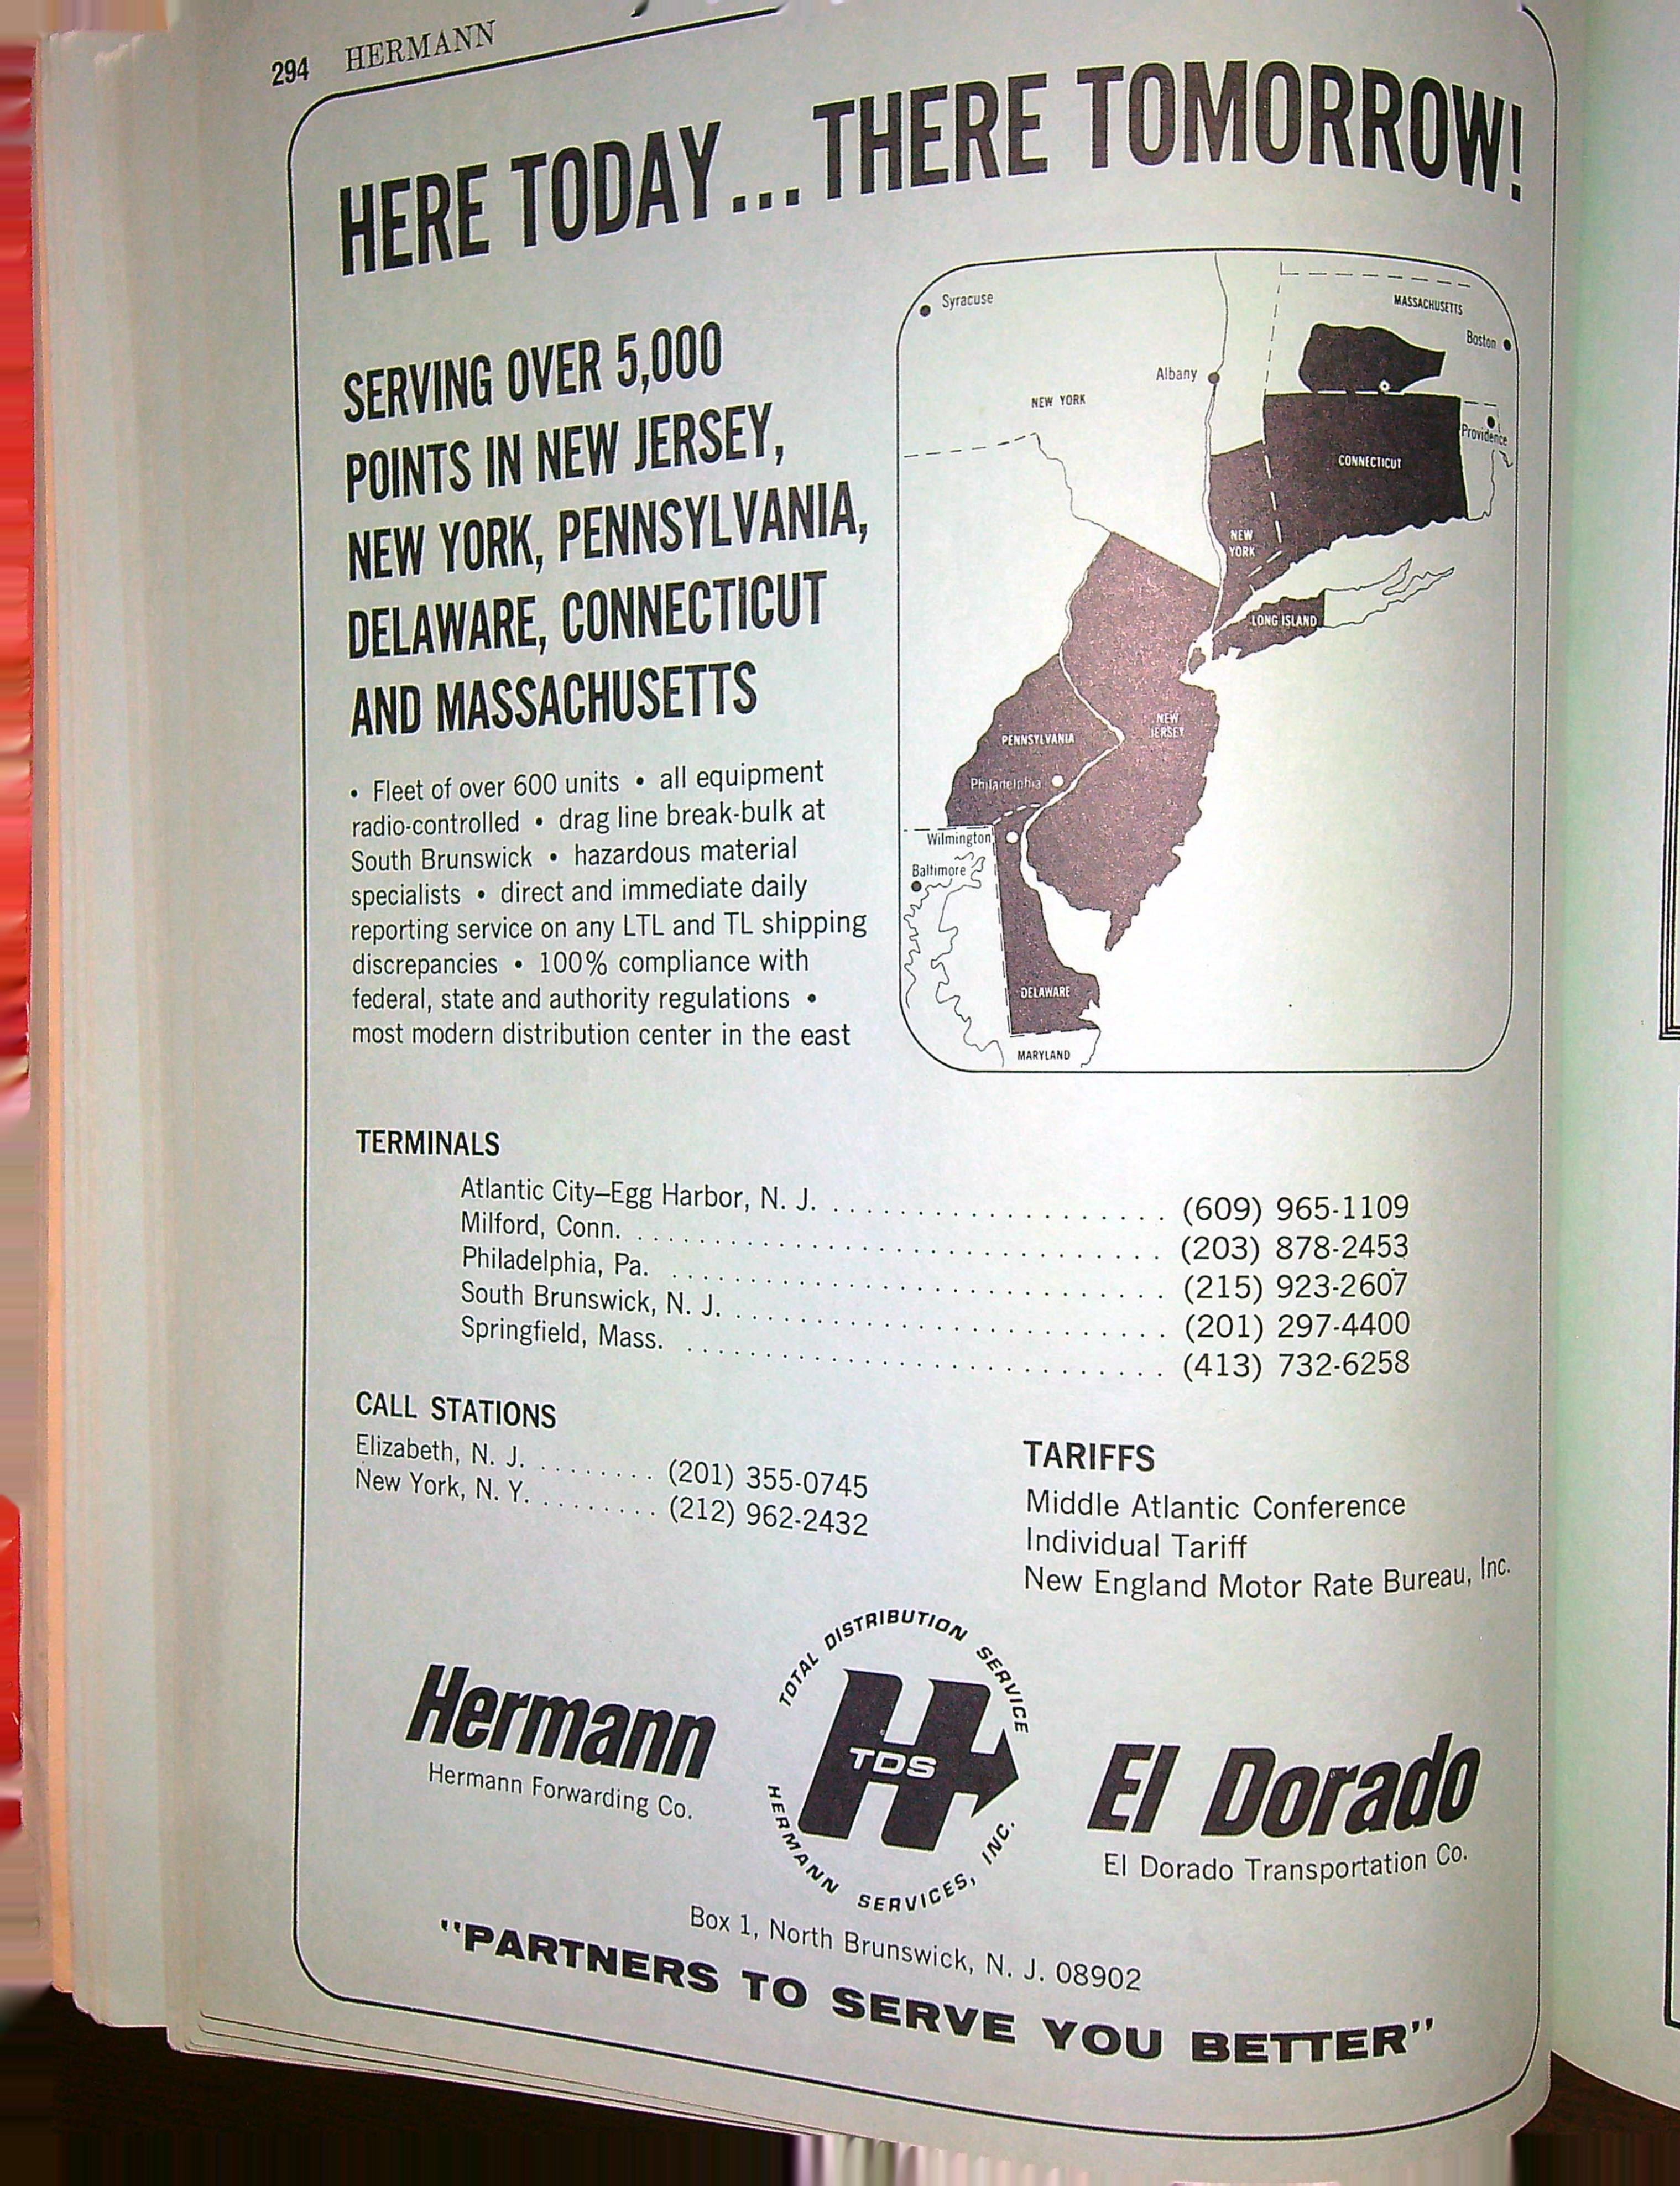 294 HERMANN
HERE TODAY... THERE TOMORROW!
SERVING OVER 5,000
POINTS IN NEW JERSEY,
NEW YORK, PENNSYLVANIA,
DELAWARE, CONNECTICUT
AND MASSACHUSETTS
• Fleet of over 600 units • all equipment
radio-controlled • drag line break-bulk at
South Brunswick • hazardous material
specialists • direct and immediate daily
reporting service on any LTL and TL shipping
discrepancies • 100% compliance with
federal, state and authority regulations •
most modern distribution center in the east
Syracuse
MASSACHUSETTS
Boston
Albany
NEW YORK
Providence
CONNECTICUT
NEW
YORK
LONG ISLAND
NEW
JERSEY
PENNSYLVANIA
Philadelphia
Wilmington
Baltimore
DELAWARE
MARYLAND
TERMINALS
Atlantic City–Egg Harbor, N. J. . . . . . . . . . . . . . . . . . . . . (609) 965-1109
Milford, Conn. . . . . . . . . . . . . . . . . . . . . . . . . . . . . . . . (203) 878-2453
Philadelphia, Pa. . . . . . . . . . . . . . . . . . . . . . . . . . . . . . (215) 923-2607
South Brunswick, N. J. . . . . . . . . . . . . . . . . . . . . . . . . . (201) 297-4400
Springfield, Mass. . . . . . . . . . . . . . . . . . . . . . . . . . . . . (413) 732-6258
CALL STATIONS
Elizabeth, N. J. . . . . . . . . (201) 355-0745
New York, N. Y. . . . . . . . . (212) 962-2432
TARIFFS
Middle Atlantic Conference
Individual Tariff
New England Motor Rate Bureau, Inc.
Hermann
Hermann Forwarding Co.
TOTAL DISTRIBUTION SERVICE
TDS
HERMANN SERVICES, INC.
El Dorado
El Dorado Transportation Co.
Box 1, North Brunswick, N. J. 08902
"PARTNERS TO SERVE YOU BETTER"